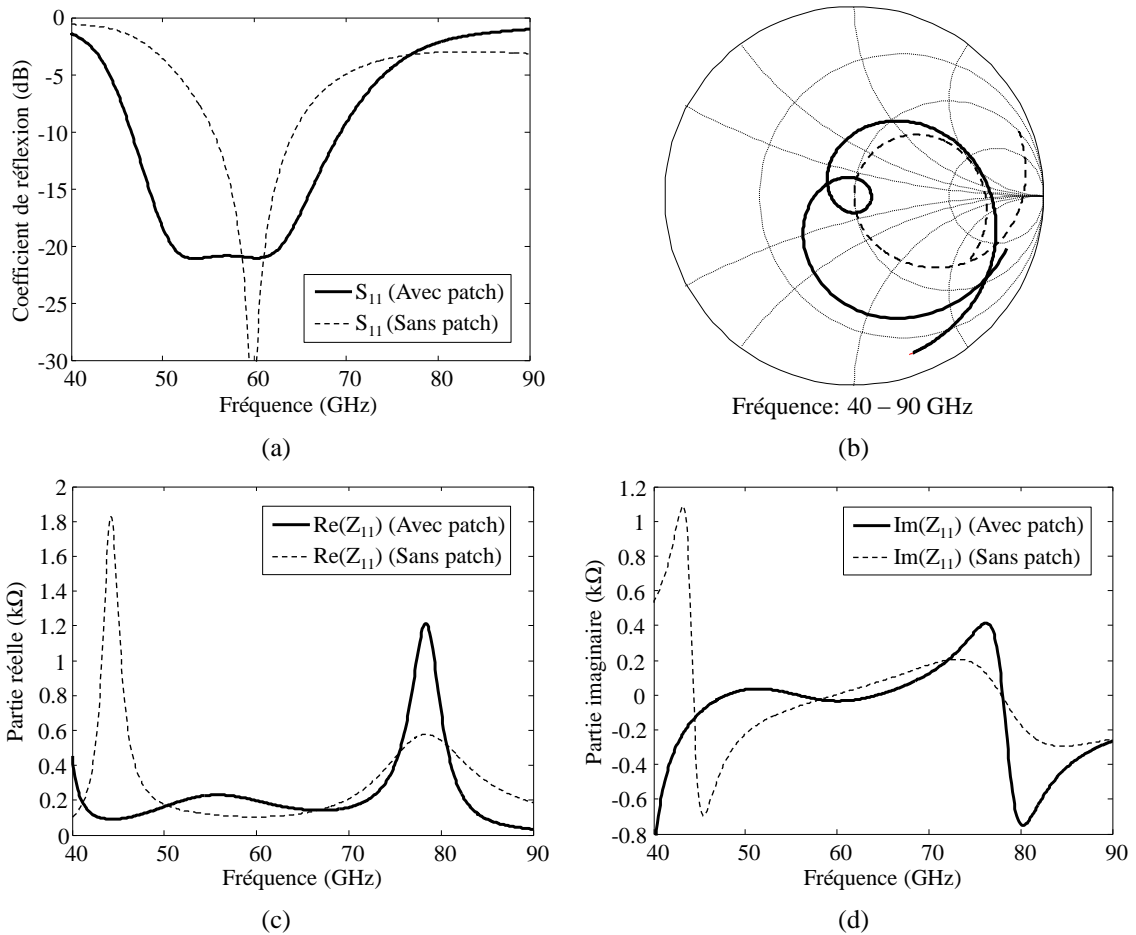 0
-5
-10
-15
-20
-25
-30
40 50 60 70 80 90
Coefficient de réflexion (dB)
Fréquence (GHz)
S11 (Avec patch)
S11 (Sans patch)
(a)
Fréquence: 40 – 90 GHz
(b)
2
1.8
1.6
1.4
1.2
1
0.8
0.6
0.4
0.2
0
40 50 60 70 80 90
Partie réelle (kΩ)
Fréquence (GHz)
Re(Z11) (Avec patch)
Re(Z11) (Sans patch)
(c)
1.2
1
0.8
0.6
0.4
0.2
0
-0.2
-0.4
-0.6
-0.8
40 50 60 70 80 90
Partie imaginaire (kΩ)
Fréquence (GHz)
Im(Z11) (Avec patch)
Im(Z11) (Sans patch)
(d)